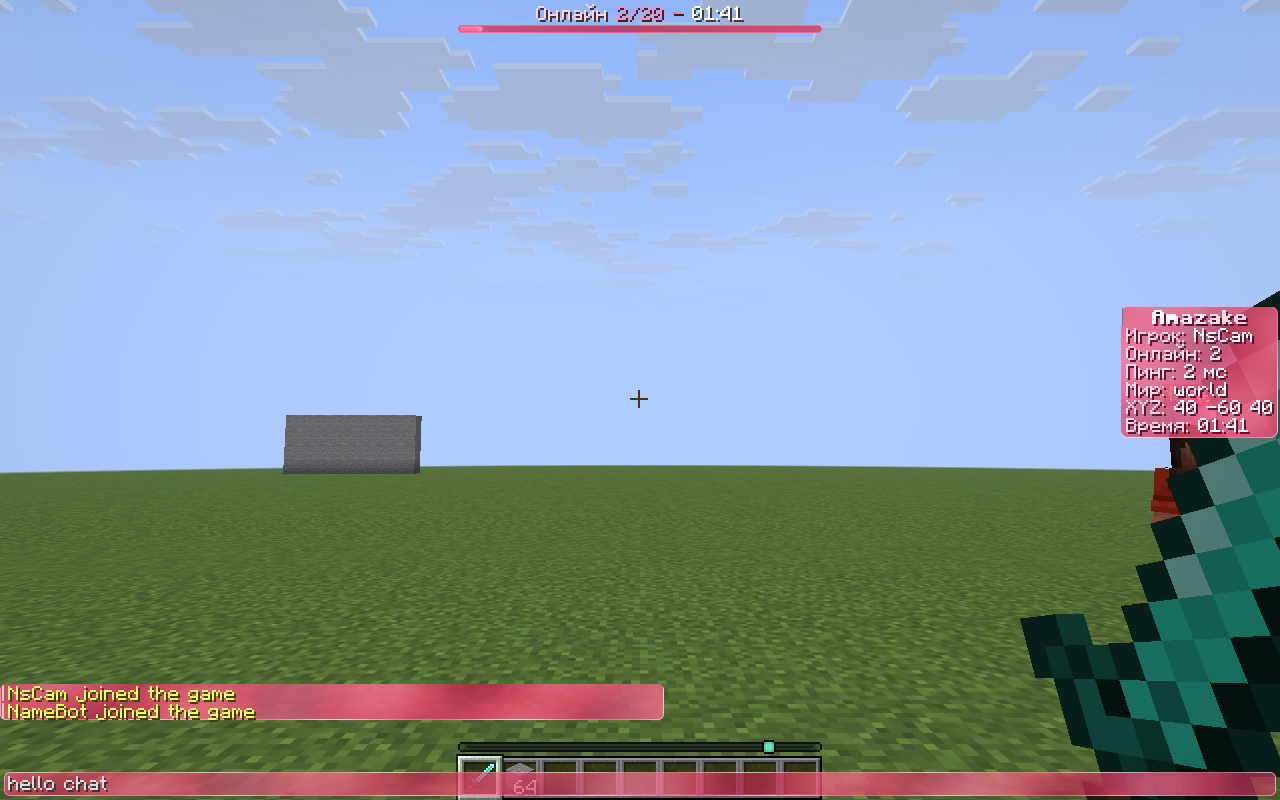 Онлайн 2/20 - 01:41
Amazake
Игрок: NsCam
Онлайн: 2
Пинг: 2 мс
Мир: world
XYZ: 40 -60 40
Время: 01:41
NsCam joined the game
NameBot joined the game
64
hello chat